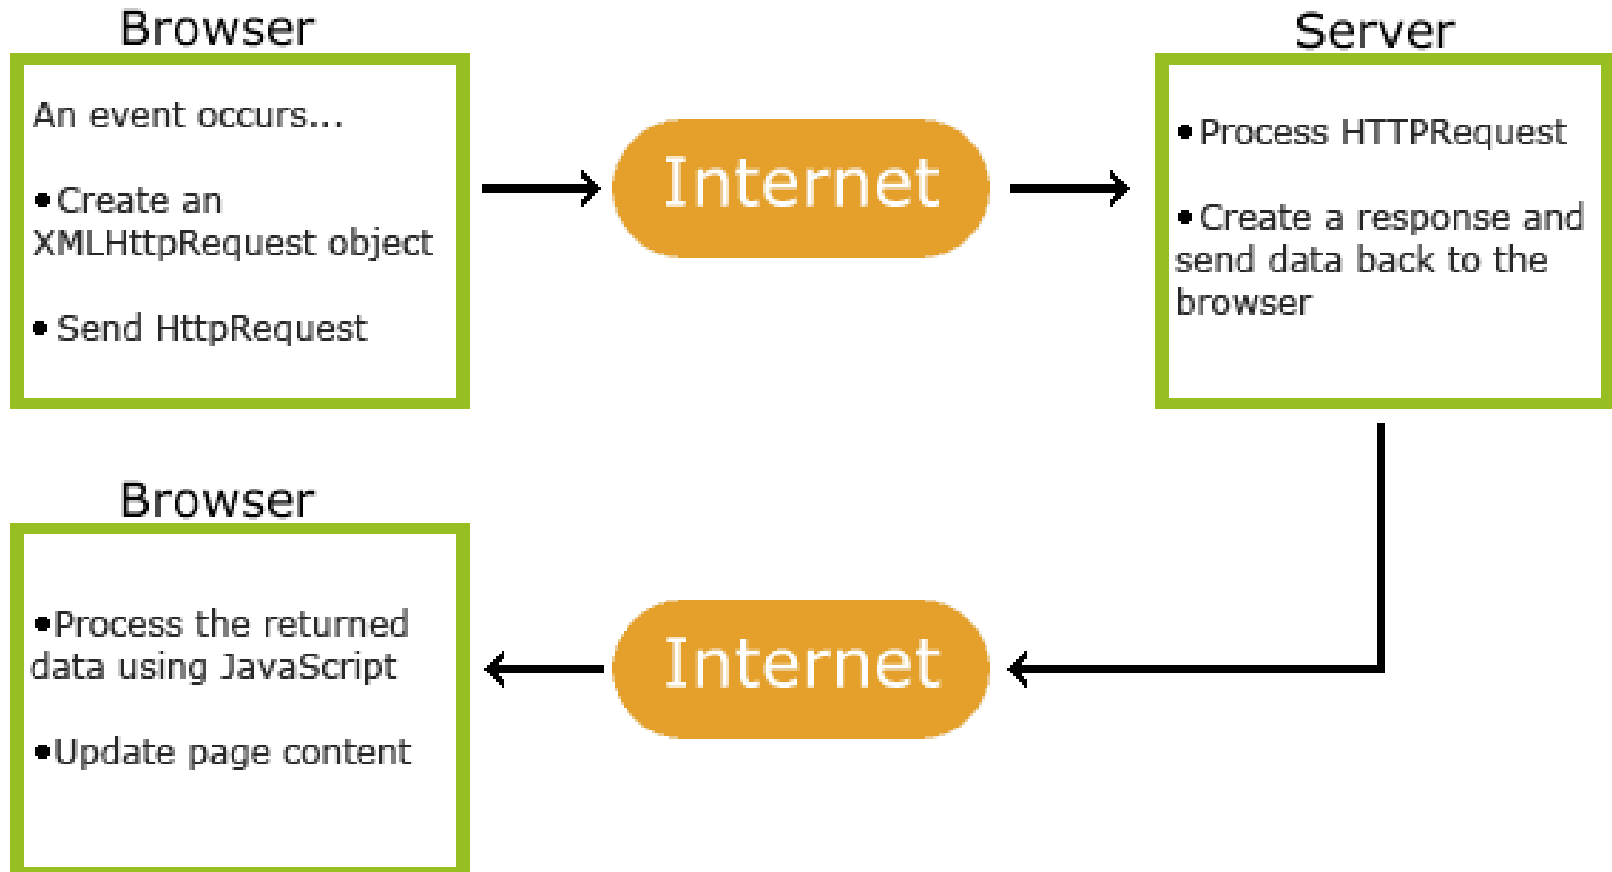 Browser
An event occurs...
•Create an
XMLHttpRequest object
• Send HttpRequest
Internet
Server
• Process HTTPRequest
• Create a response and
send data back to the
browser
Browser
•Process the returned
data using JavaScript
•Update page content
Internet